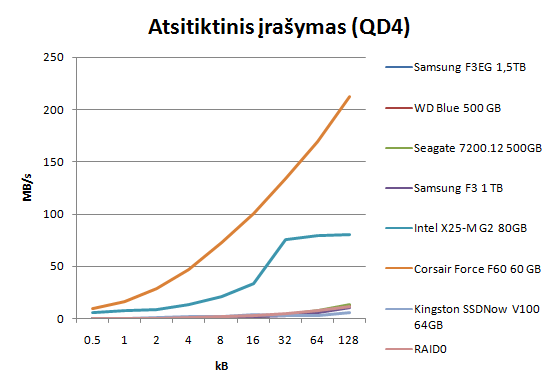 Atsitiktinis įrašymas (QD4)
250
200
150
100
50
0
MB/s
0.5 1 2 4 8 16 32 64 128
kB
Samsung F3EG 1,5TB
WD Blue 500 GB
Seagate 7200.12 500GB
Samsung F3 1 TB
Intel X25-M G2 80GB
Corsair Force F60 60 GB
Kingston SSDNow V100
64GB
RAID0